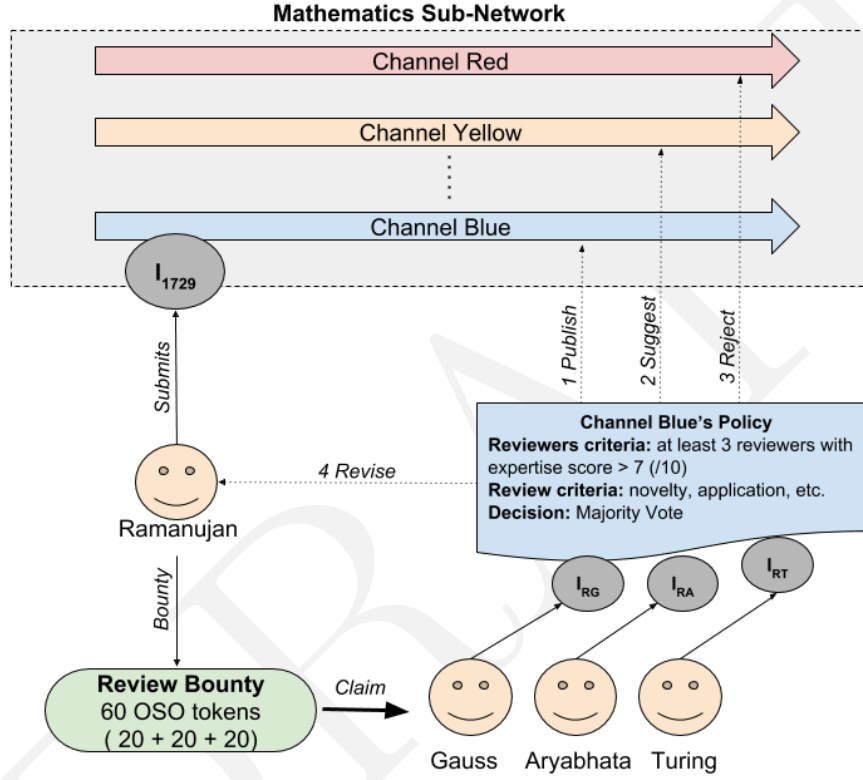 Mathematics Sub-Network
Channel Red
Channel Yellow
Channel Blue
I1729
Submits
1 Publish
2 Suggest
3 Reject
Channel Blue's Policy
Reviewers criteria: at least 3 reviewers with
expertise score > 7 (/10)
Review criteria: novelty, application, etc.
Decision: Majority Vote
4 Revise
Ramanujan
Bounty
IRG
IRA
IRT
Review Bounty
60 OSO tokens
( 20 + 20 + 20)
Claim
Gauss
Aryabhata
Turing